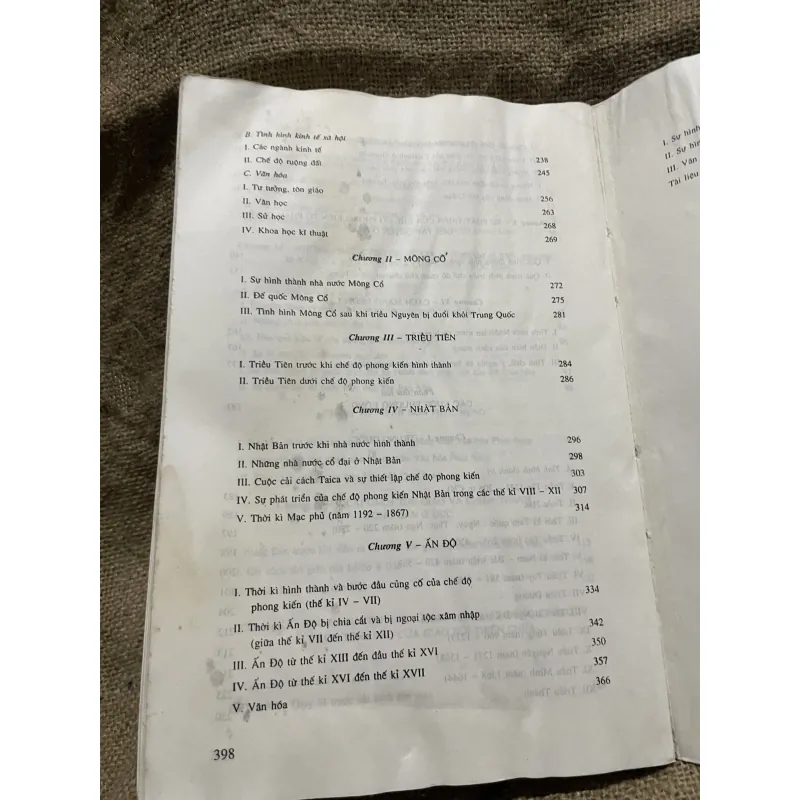 B. Tình hình kinh tế xã hội
I. Các ngành kinh tế 238
II. Chế độ ruộng đất 245
C. Văn hóa
I. Tư tưởng, tôn giáo 256
II. Văn học 263
III. Sử học 268
IV. Khoa học kĩ thuật 269
Chương II – MÔNG CỔ
I. Sự hình thành nhà nước Mông Cổ 272
II. Đế quốc Mông Cổ 275
III. Tình hình Mông Cổ sau khi triều Nguyên bị đuổi khỏi Trung Quốc 281
Chương III – TRIỀU TIÊN
I. Triều Tiên trước khi chế độ phong kiến hình thành 284
II. Triều Tiên dưới chế độ phong kiến 286
Chương IV – NHẬT BẢN
I. Nhật Bản trước khi nhà nước hình thành 296
II. Những nhà nước cổ đại ở Nhật Bản 298
III. Cuộc cải cách Taica và sự thiết lập chế độ phong kiến 303
IV. Sự phát triển của chế độ phong kiến Nhật Bản trong các thế kỉ VIII – XII 307
V. Thời kì Mạc phủ (năm 1192 – 1867) 314
Chương V – ẤN ĐỘ
I. Thời kì hình thành và bước đầu củng cố của chế độ
phong kiến (thế kỉ IV – VII) 334
II. Thời kì Ấn Độ bị chia cắt và bị ngoại tộc xâm nhập
(giữa thế kỉ VII đến thế kỉ XII) 342
III. Ấn Độ từ thế kỉ XIII đến đầu thế kỉ XVI 350
IV. Ấn Độ từ thế kỉ XVI đến thế kỉ XVII 357
V. Văn hóa 366
398
I. Sự hình
II. Sự hìn
III. Văn
Tài liệu